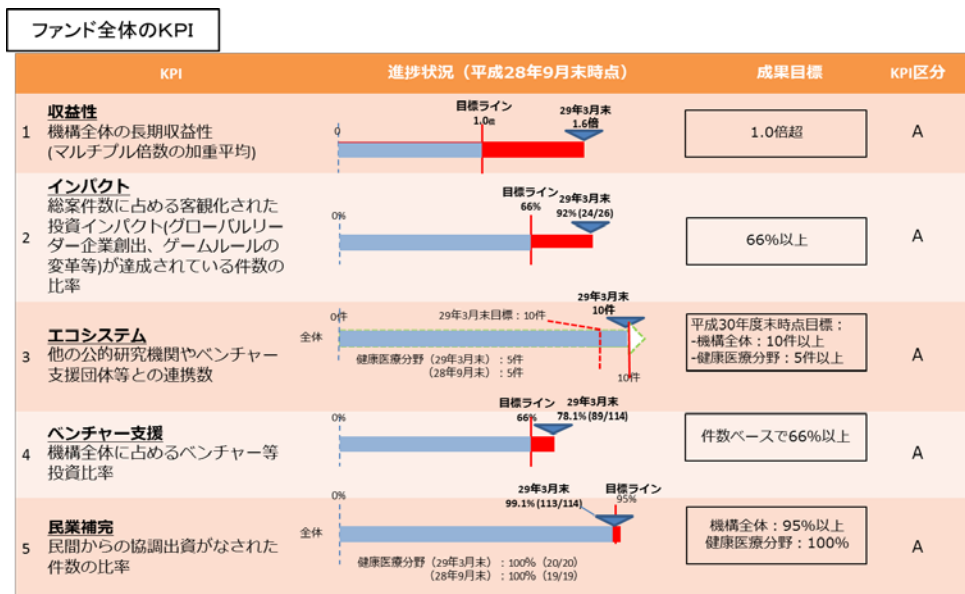 ファンド全体のKPI
KPI
進捗状況（平成28年9月末時点）
成果目標
KPI区分
1
収益性
機構全体の長期収益性
(マルチプル倍数の加重平均)
0
目標ライン
1.0倍
29年3月末
1.6倍
1.0倍超
A
2
インパクト
総案件数に占める客観化された
投資インパクト(グローバルリー
ダー企業創出、ゲームルールの
変革等)が達成されている件数の
比率
0%
目標ライン
66%
29年3月末
92% (24/26)
66%以上
A
3
エコシステム
他の公的研究機関やベンチャー
支援団体等との連携数
全体
0件
29年3月末目標：10件
29年3月末
10件
健康医療分野（29年3月末）：5件
（28年9月末）：5件
10件
平成30年度末時点目標：
-機構全体：10件以上
-健康医療分野：5件以上
A
4
ベンチャー支援
機構全体に占めるベンチャー等
投資比率
0%
目標ライン
66%
29年3月末
78.1% (89/114)
件数ベースで66%以上
A
5
民業補完
民間からの協調出資がなされた
件数の比率
全体
0%
29年3月末
99.1% (113/114)
目標ライン
95%
健康医療分野（29年3月末）：100%（20/20）
（28年9月末）：100%（19/19）
機構全体：95%以上
健康医療分野：100%
A